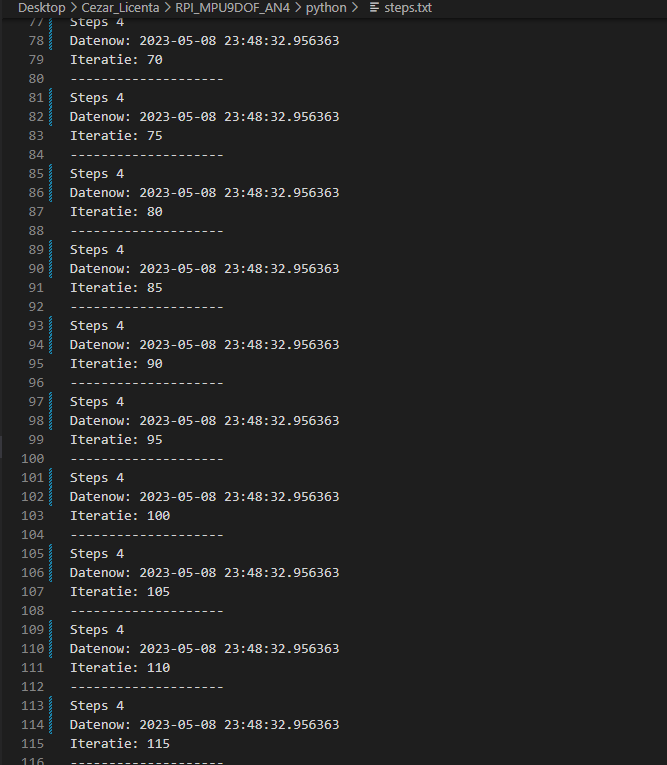 Desktop > Cezar_Licenta > RPI_MPU9DOF_AN4 > python > steps.txt
77 Steps 4
78 Datenow: 2023-05-08 23:48:32.956363
79 Iteratie: 70
80 --------------------
81 Steps 4
82 Datenow: 2023-05-08 23:48:32.956363
83 Iteratie: 75
84 --------------------
85 Steps 4
86 Datenow: 2023-05-08 23:48:32.956363
87 Iteratie: 80
88 --------------------
89 Steps 4
90 Datenow: 2023-05-08 23:48:32.956363
91 Iteratie: 85
92 --------------------
93 Steps 4
94 Datenow: 2023-05-08 23:48:32.956363
95 Iteratie: 90
96 --------------------
97 Steps 4
98 Datenow: 2023-05-08 23:48:32.956363
99 Iteratie: 95
100 --------------------
101 Steps 4
102 Datenow: 2023-05-08 23:48:32.956363
103 Iteratie: 100
104 --------------------
105 Steps 4
106 Datenow: 2023-05-08 23:48:32.956363
107 Iteratie: 105
108 --------------------
109 Steps 4
110 Datenow: 2023-05-08 23:48:32.956363
111 Iteratie: 110
112 --------------------
113 Steps 4
114 Datenow: 2023-05-08 23:48:32.956363
115 Iteratie: 115
116 --------------------